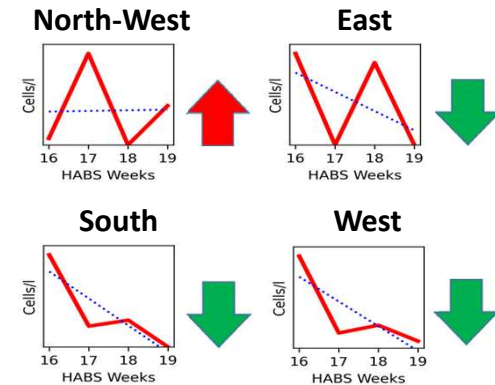 North-West
Cells/l
16 17 18 19
HABS Weeks
East
Cells/l
16 17 18 19
HABS Weeks
South
Cells/l
16 17 18 19
HABS Weeks
West
Cells/l
16 17 18 19
HABS Weeks